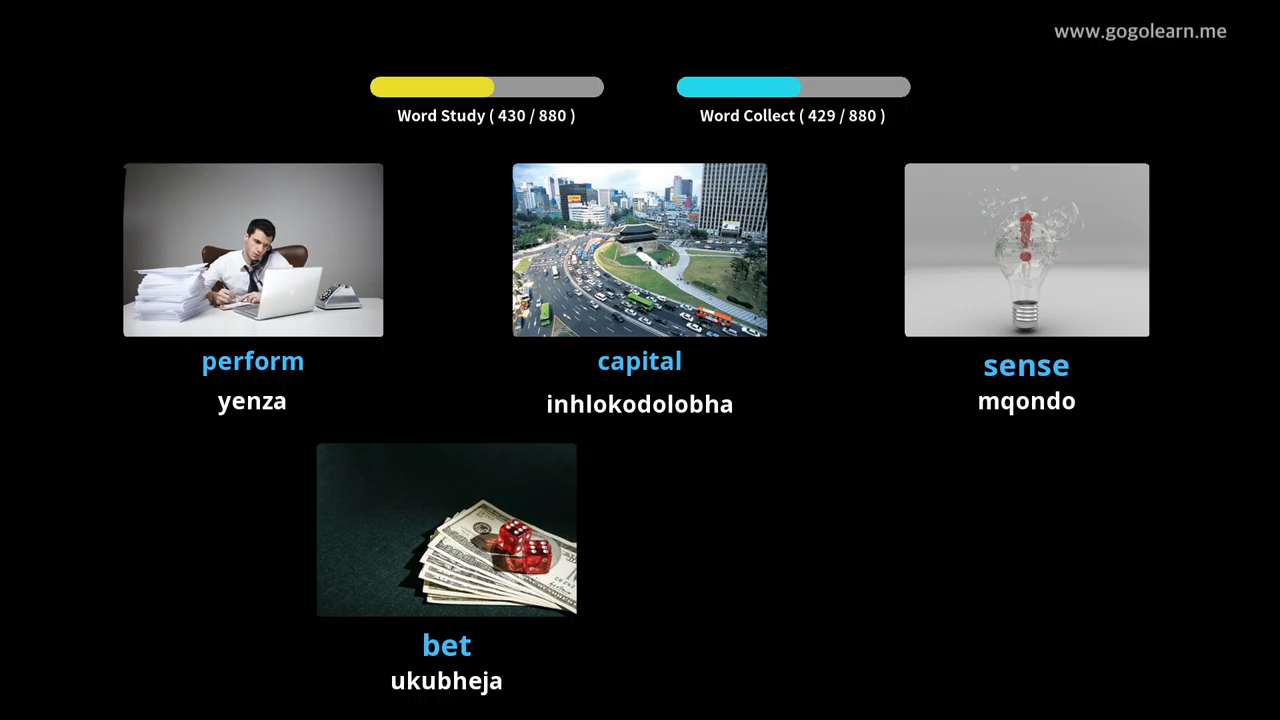 www.gogolearn.me
Word Study ( 430 / 880 )
Word Collect ( 429 / 880 )
perform
yenza
capital
inhlokodolobha
sense
mqondo
bet
ukubheja